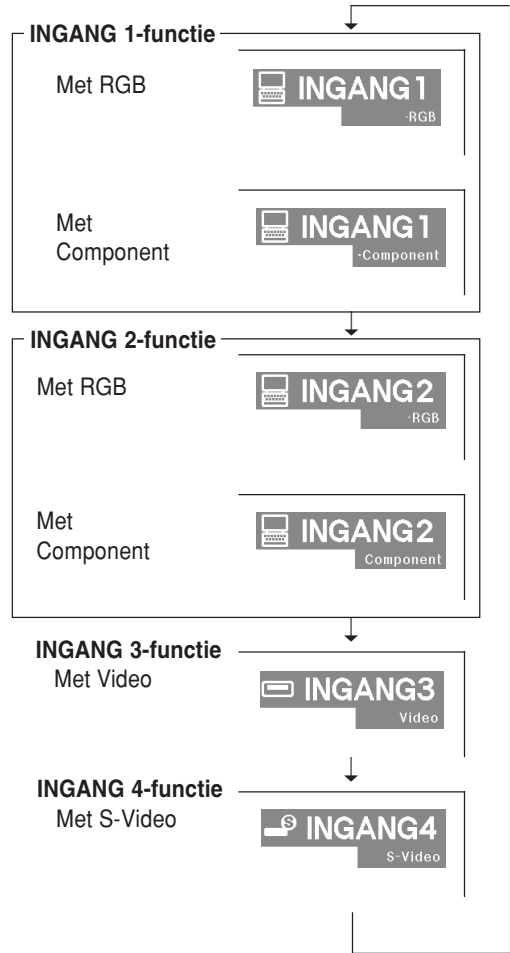 INGANG 1-functie
Met RGB
INGANG1
-RGB
Met
Component
INGANG1
-Component
INGANG 2-functie
Met RGB
INGANG2
-RGB
Met
Component
INGANG2
Component
INGANG 3-functie
Met Video
INGANG3
Video
INGANG 4-functie
Met S-Video
S
INGANG4
S-Video